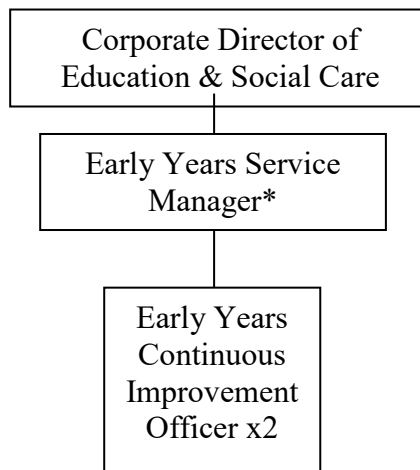 Corporate Director of
Education & Social Care
Early Years Service
Manager*
Early Years
Continuous
Improvement
Officer x2